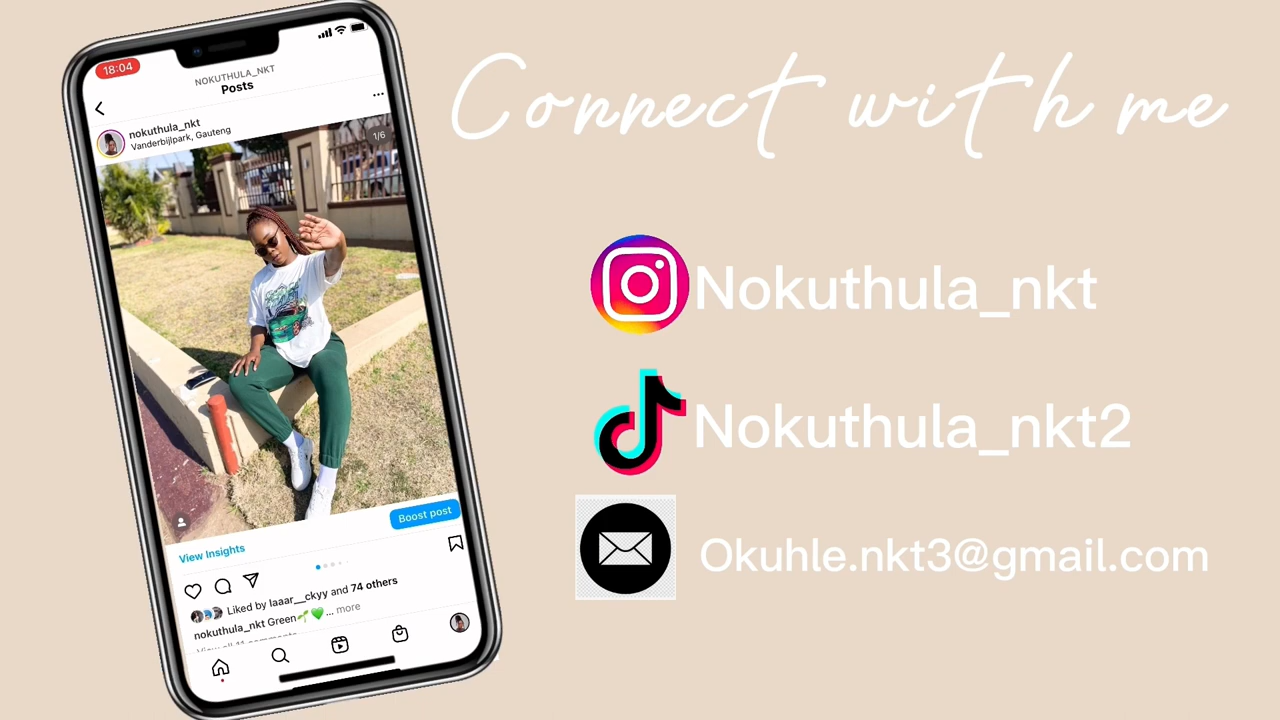 18:04
NOKUTHULA_NKT
Posts
nokuthula_nkt
Vanderbijlpark, Gauteng
1/6
Boost post
View Insights
Liked by laaar__ckyy and 74 others
nokuthula_nkt Green🌱💚... more
Connect with me
Nokuthula_nkt
Nokuthula_nkt2
Okuhle.nkt3@gmail.com